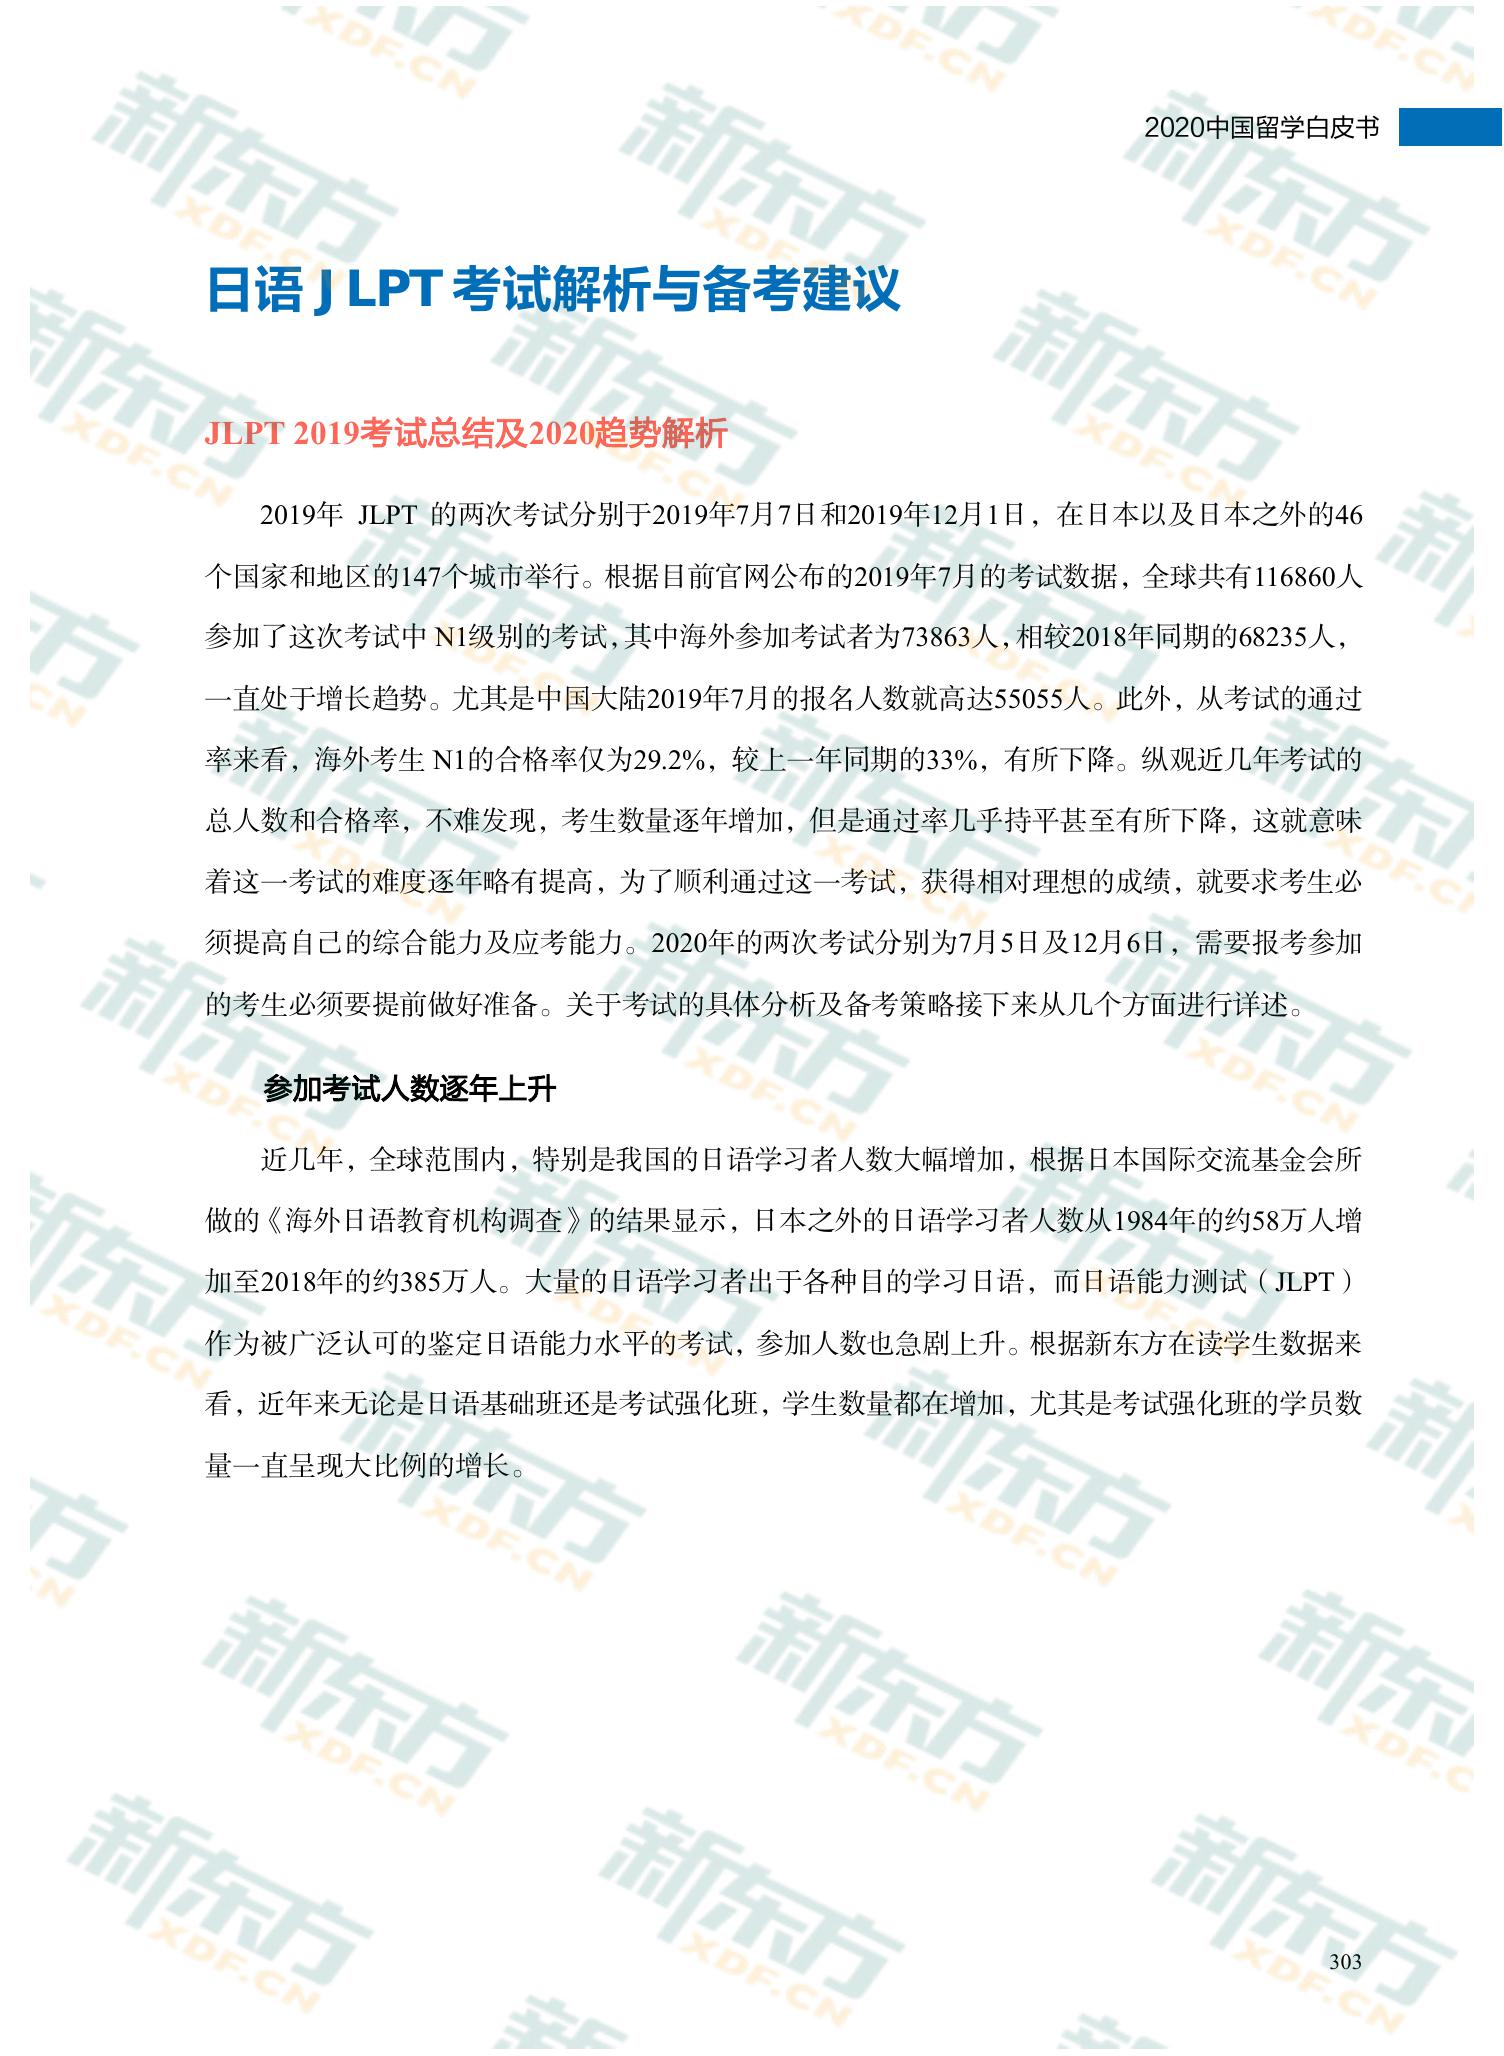 2020中国留学白皮书
日语 JLPT 考试解析与备考建议
JLPT 2019考试总结及2020趋势解析
2019年 JLPT 的两次考试分别于2019年7月7日和2019年12月1日，在日本以及日本之外的46
个国家和地区的147个城市举行。根据目前官网公布的2019年7月的考试数据，全球共有116860人
参加了这次考试中 N1级别的考试，其中海外参加考试者为73863人，相较2018年同期的68235人，
一直处于增长趋势。尤其是中国大陆2019年7月的报名人数就高达55055人。此外，从考试的通过
率来看，海外考生 N1的合格率仅为29.2%，较上一年同期的33%，有所下降。纵观近几年考试的
总人数和合格率，不难发现，考生数量逐年增加，但是通过率几乎持平甚至有所下降，这就意味
着这一考试的难度逐年略有提高，为了顺利通过这一考试，获得相对理想的成绩，就要求考生必
须提高自己的综合能力及应考能力。2020年的两次考试分别为7月5日及12月6日，需要报考参加
的考生必须要提前做好准备。关于考试的具体分析及备考策略接下来从几个方面进行详述。
参加考试人数逐年上升
近几年，全球范围内，特别是我国的日语学习者人数大幅增加，根据日本国际交流基金会所
做的《海外日语教育机构调查》的结果显示，日本之外的日语学习者人数从1984年的约58万人增
加至2018年的约385万人。大量的日语学习者出于各种目的学习日语，而日语能力测试（JLPT）
作为被广泛认可的鉴定日语能力水平的考试，参加人数也急剧上升。根据新东方在读学生数据来
看，近年来无论是日语基础班还是考试强化班，学生数量都在增加，尤其是考试强化班的学员数
量一直呈现大比例的增长。
303